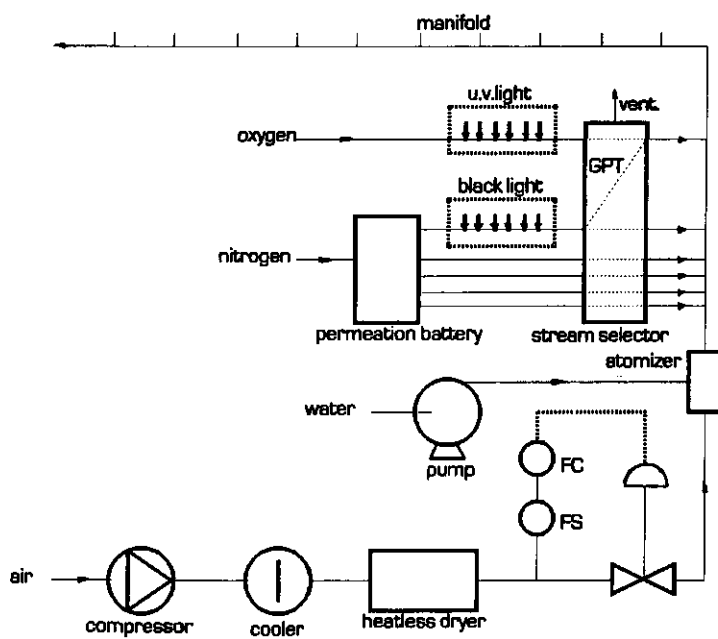 manifold
u.v.light
vent.
oxygen
GPT
black light
nitrogen
permeation battery
stream selector
atomizer
water
pump
FC
FS
air
compressor
cooler
heatless dryer